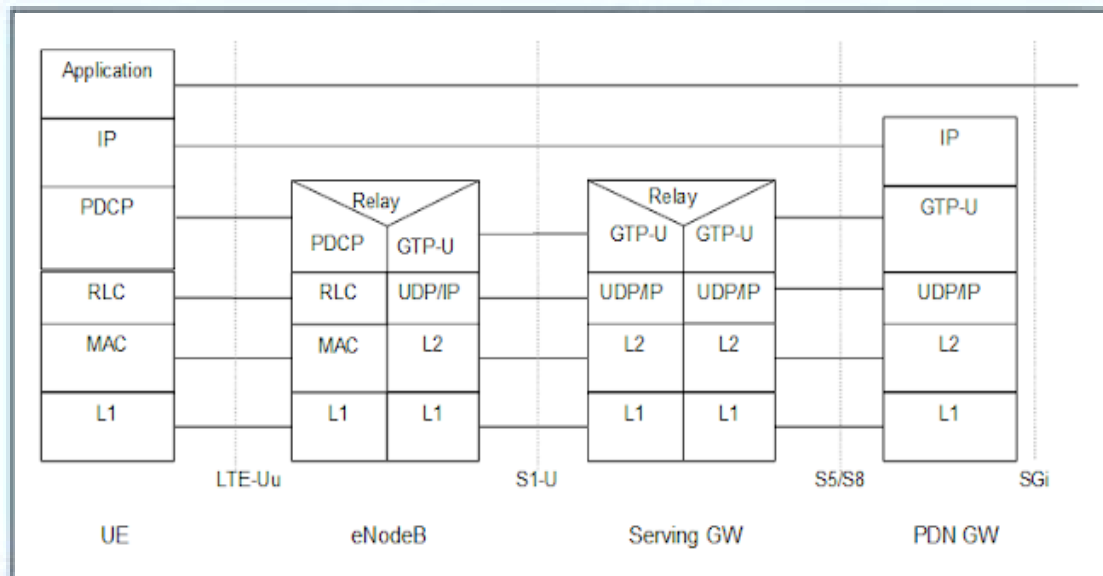 Application
IP
IP
PDCP
Relay
Relay
GTP-U
PDCP
GTP-U
GTP-U
GTP-U
RLC
RLC
UDP/IP
UDP/IP
UDP/IP
UDP/IP
MAC
MAC
L2
L2
L2
L2
L1
L1
L1
L1
L1
L1
LTE-Uu
S1-U
S5/S8
SGi
UE
eNodeB
Serving GW
PDN GW